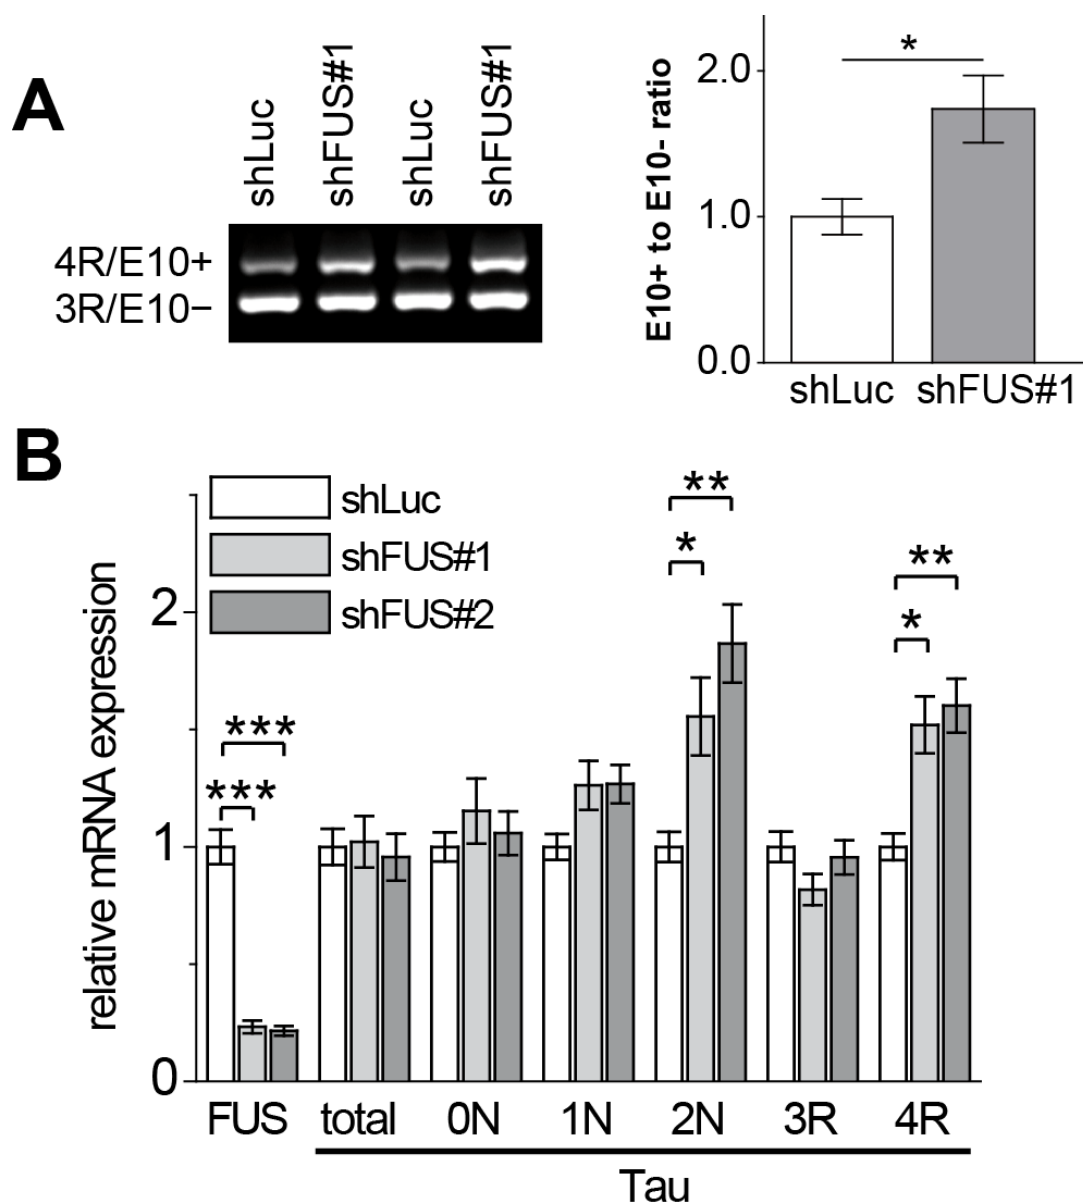 A
shLuc
shFUS#1
shLuc
shFUS#1
4R/E10+
3R/E10−
E10+ to E10- ratio
2.0
1.0
0.0
*
shLuc
shFUS#1
B
shLuc
shFUS#1
shFUS#2
relative mRNA expression
2
1
0
***
***
**
*
**
*
FUS
total
0N
1N
2N
3R
4R
Tau